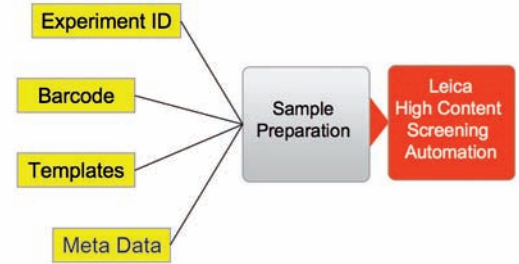 Experiment ID
Barcode
Templates
Meta Data
Sample
Preparation
Leica
High Content
Screening
Automation